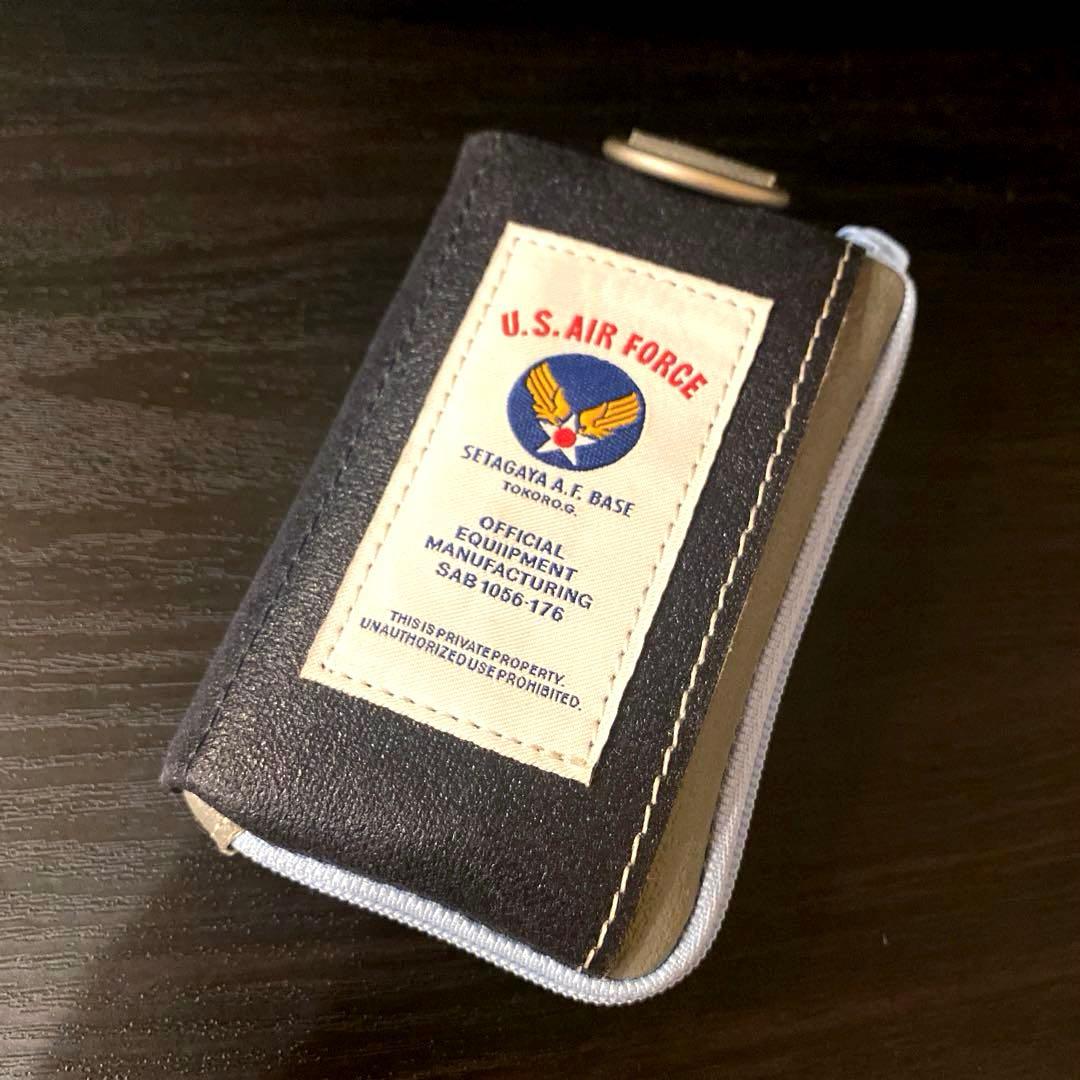 U.S. AIR FORCE
SETAGAYA A.F. BASE
TOKORO.G.
OFFICIAL
EQUIIPMENT
MANUFACTURING
SAB 1056-176
THIS IS PRIVATE PROPERTY.
UNAUTHORIZED USE PROHIBITED.